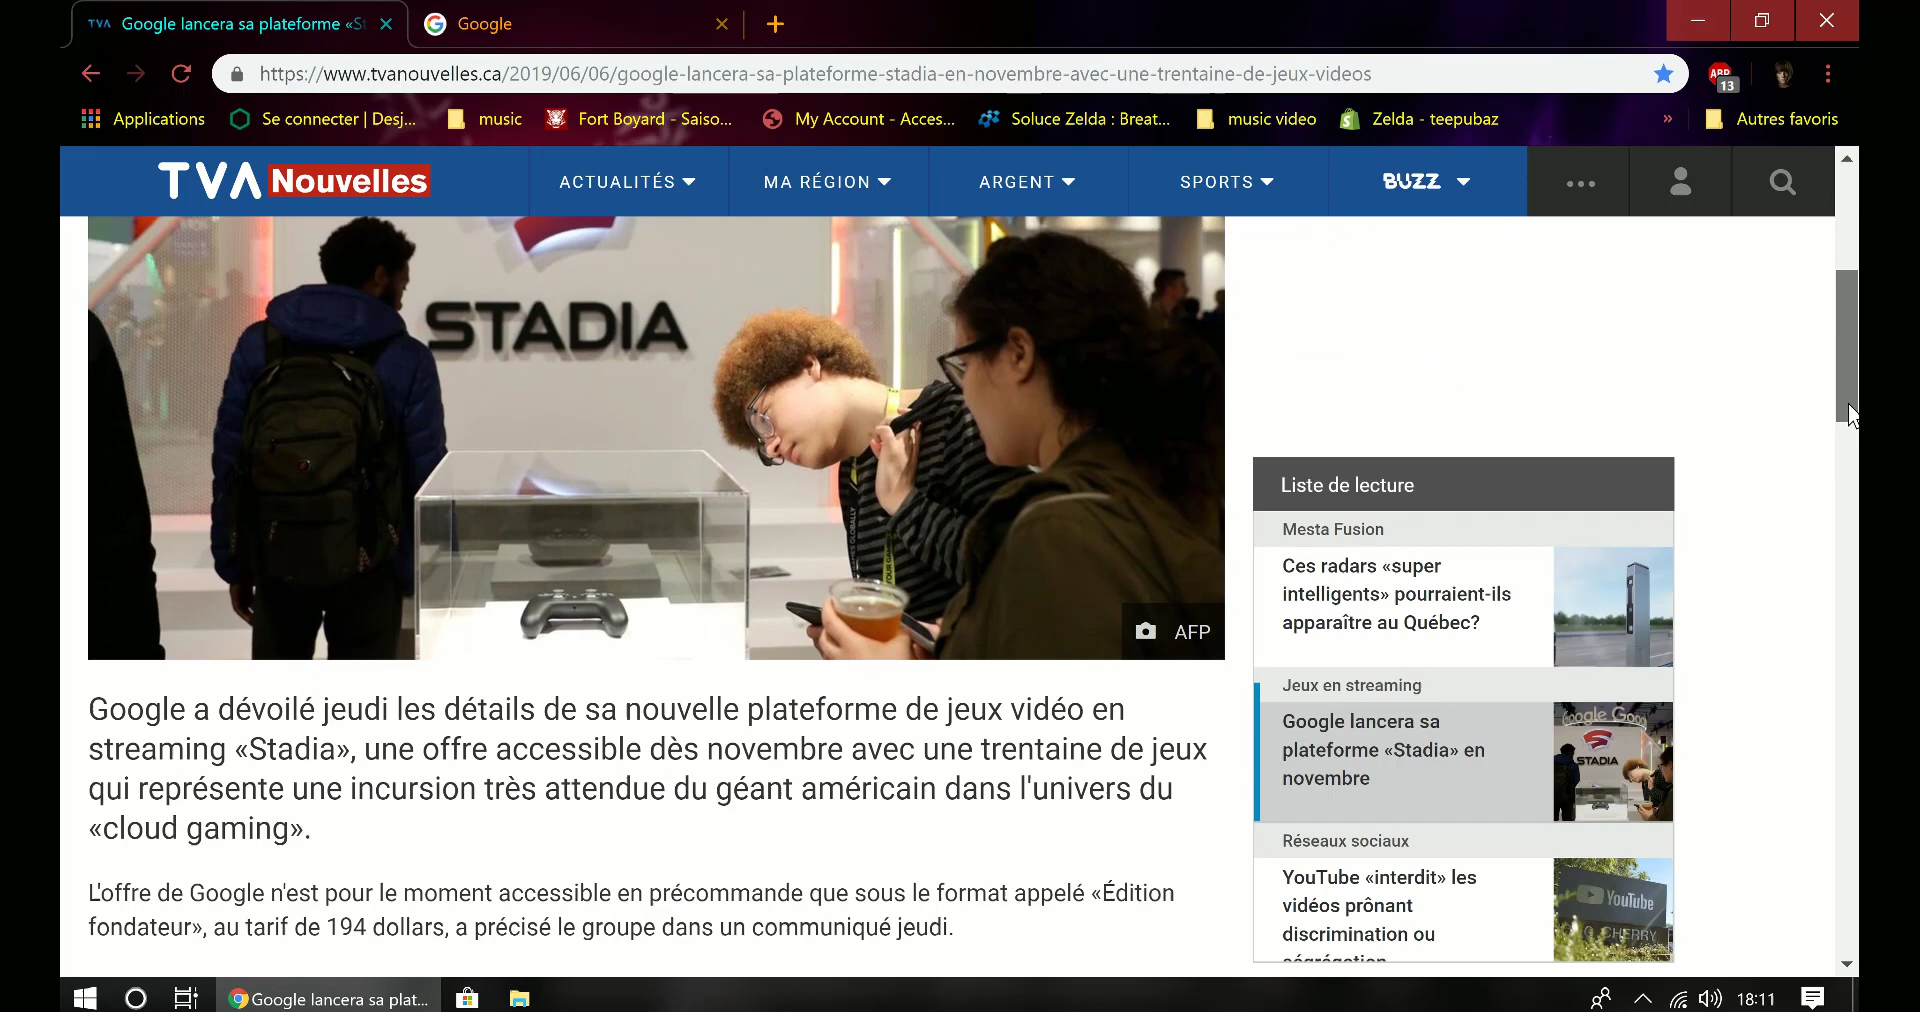 TVA Google lancera sa plateforme «St
Google
https://www.tvanouvelles.ca/2019/06/06/google-lancera-sa-plateforme-stadia-en-novembre-avec-une-trentaine-de-jeux-videos
ABP
13
Applications
Se connecter | Desj...
music
Fort Boyard - Saiso...
My Account - Acces...
Soluce Zelda : Breat...
music video
Zelda - teepubaz
»
Autres favoris
TVA Nouvelles
ACTUALITÉS
MA RÉGION
ARGENT
SPORTS
BUZZ
STADIA
AFP
Google a dévoilé jeudi les détails de sa nouvelle plateforme de jeux vidéo en
streaming «Stadia», une offre accessible dès novembre avec une trentaine de jeux
qui représente une incursion très attendue du géant américain dans l'univers du
«cloud gaming».
L'offre de Google n'est pour le moment accessible en précommande que sous le format appelé «Édition
fondateur», au tarif de 194 dollars, a précisé le groupe dans un communiqué jeudi.
Liste de lecture
Mesta Fusion
Ces radars «super
intelligents» pourraient-ils
apparaître au Québec?
Jeux en streaming
Google lancera sa
plateforme «Stadia» en
novembre
STADIA
Réseaux sociaux
YouTube «interdit» les
vidéos prônant
discrimination ou
ségrégation
YouTube
CHERRY
Google lancera sa plat...
18:11